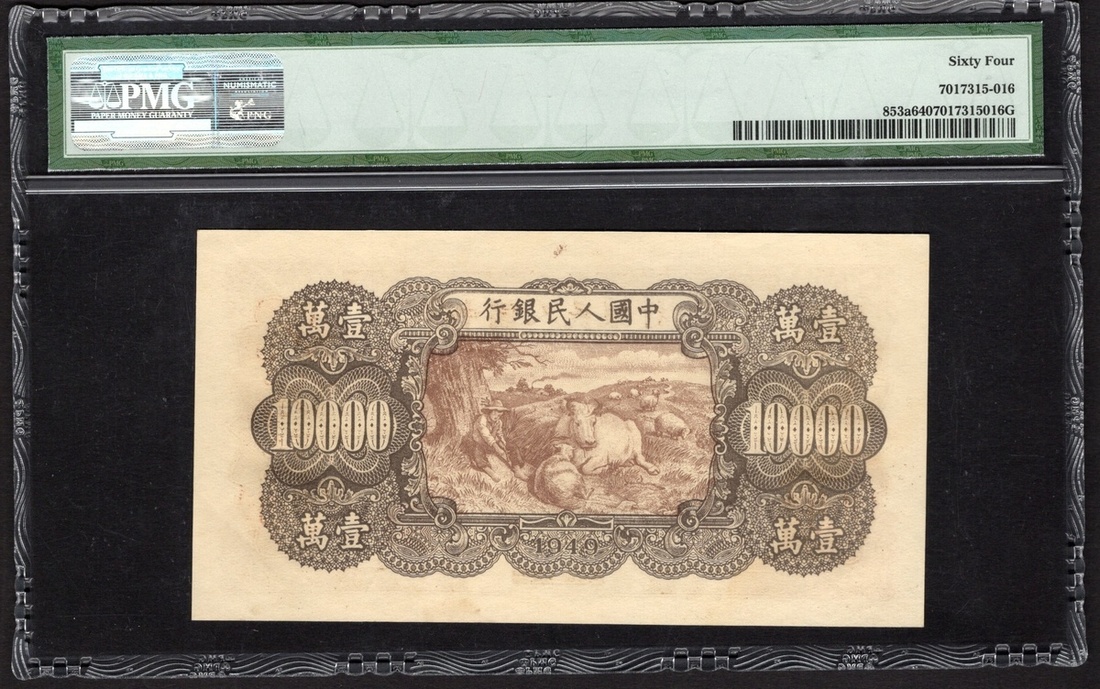 PMG
PAPER MONEY GUARANTY
NUMISMATIC
PNG
Sixty Four
7017315-016
853a6407017315016G
行銀民人國中
萬壹
萬壹
10000
10000
萬壹
萬壹
1949